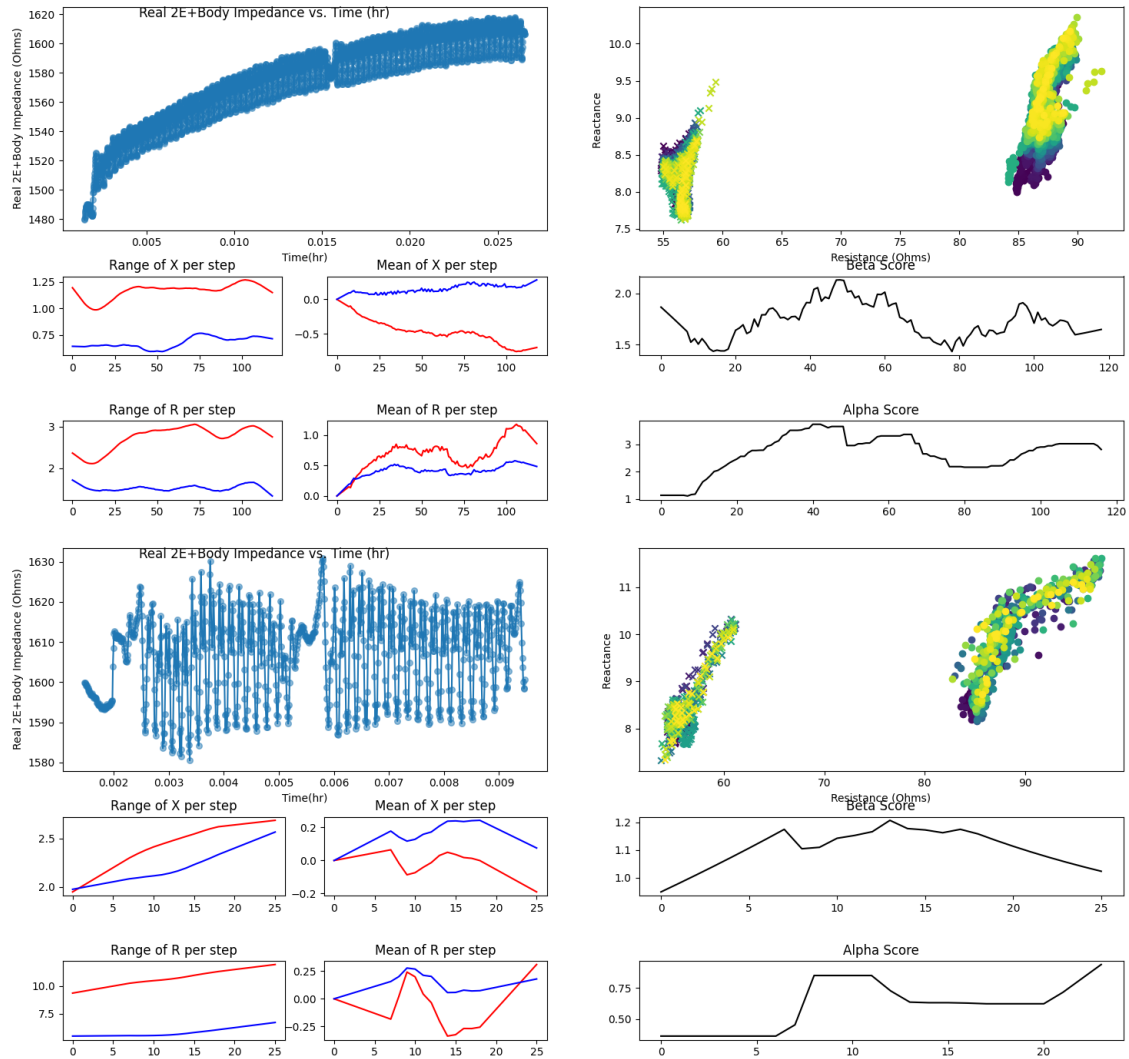 Real 2E+Body Impedance vs. Time (hr)
Real 2E+Body Impedance (Ohms)
1620
1600
1580
1560
1540
1520
1500
1480
0.005 0.010 0.015 0.020 0.025
Time(hr)
Reactance
10.0
9.5
9.0
8.5
8.0
7.5
55 60 65 70 75 80 85 90
Resistance (Ohms)
Range of X per step
1.25
1.00
0.75
0 25 50 75 100
Mean of X per step
0.0
−0.5
0 25 50 75 100
Beta Score
2.0
1.5
0 20 40 60 80 100 120
Range of R per step
3
2
0 25 50 75 100
Mean of R per step
1.0
0.5
0.0
0 25 50 75 100
Alpha Score
3
2
1
0 20 40 60 80 100 120
Real 2E+Body Impedance vs. Time (hr)
Real 2E+Body Impedance (Ohms)
1630
1620
1610
1600
1590
1580
0.002 0.003 0.004 0.005 0.006 0.007 0.008 0.009
Time(hr)
Reactance
11
10
9
8
60 70 80 90
Resistance (Ohms)
Range of X per step
2.5
2.0
0 5 10 15 20 25
Mean of X per step
0.2
0.0
−0.2
0 5 10 15 20 25
Beta Score
1.2
1.1
1.0
0 5 10 15 20 25
Range of R per step
10.0
7.5
0 5 10 15 20 25
Mean of R per step
0.25
0.00
−0.25
0 5 10 15 20 25
Alpha Score
0.75
0.50
0 5 10 15 20